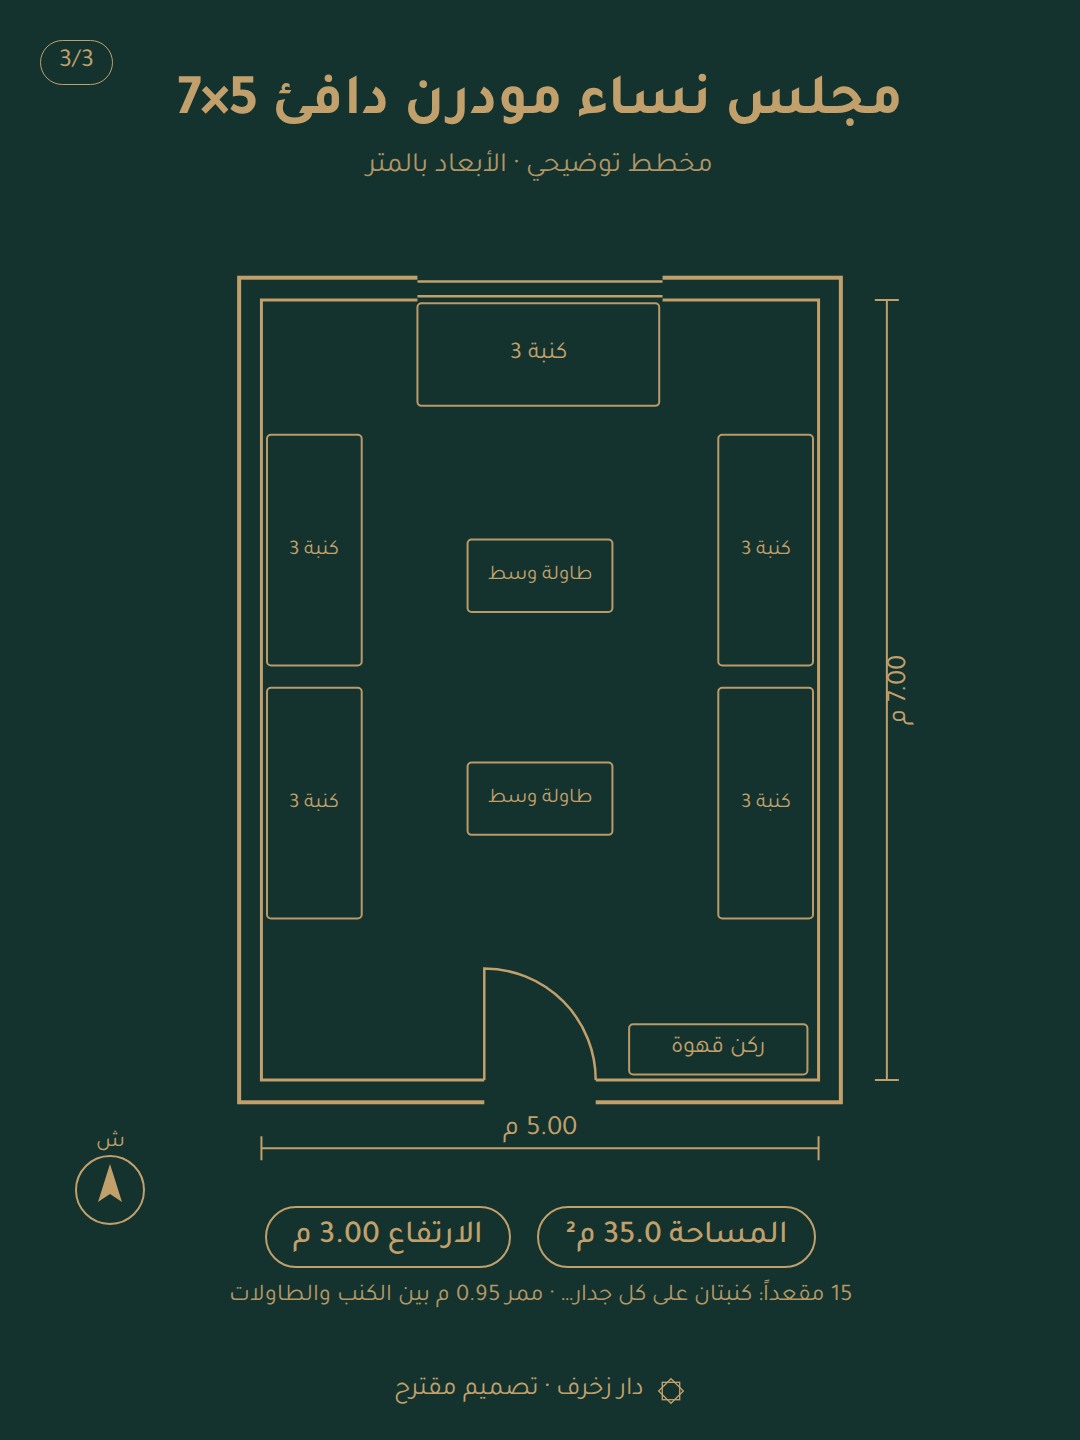 3/3
مجلس نساء مودرن دافئ 5×7
مخطط توضيحي · الأبعاد بالمتر
كنبة 3
كنبة 3
كنبة 3
طاولة وسط
7.00 م
كنبة 3
كنبة 3
طاولة وسط
ركن قهوة
5.00 م
ش
المساحة 35.0 م²
الارتفاع 3.00 م
15 مقعداً: كنبتان على كل جدار… · ممر 0.95 م بين الكنب والطاولات
دار زخرف · تصميم مقترح